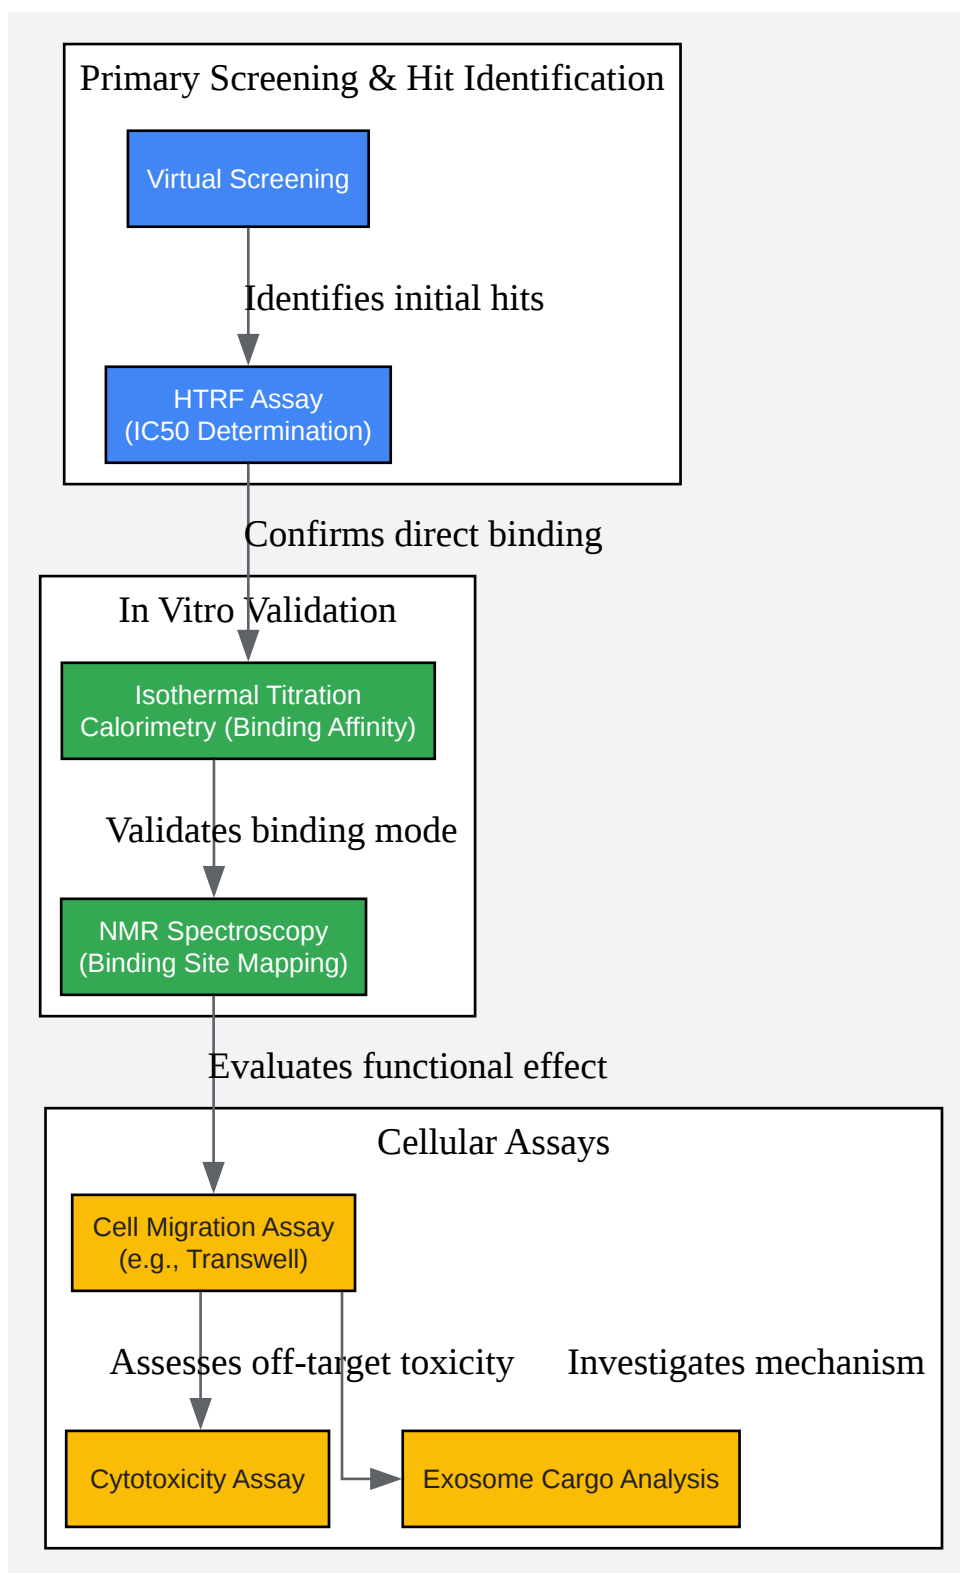 Primary Screening & Hit Identification
Virtual Screening
Identifies initial hits
HTRF Assay
(IC50 Determination)
Confirms direct binding
In Vitro Validation
Isothermal Titration
Calorimetry (Binding Affinity)
Validates binding mode
NMR Spectroscopy
(Binding Site Mapping)
Evaluates functional effect
Cellular Assays
Cell Migration Assay
(e.g., Transwell)
Assesses off-target toxicity
Investigates mechanism
Cytotoxicity Assay
Exosome Cargo Analysis